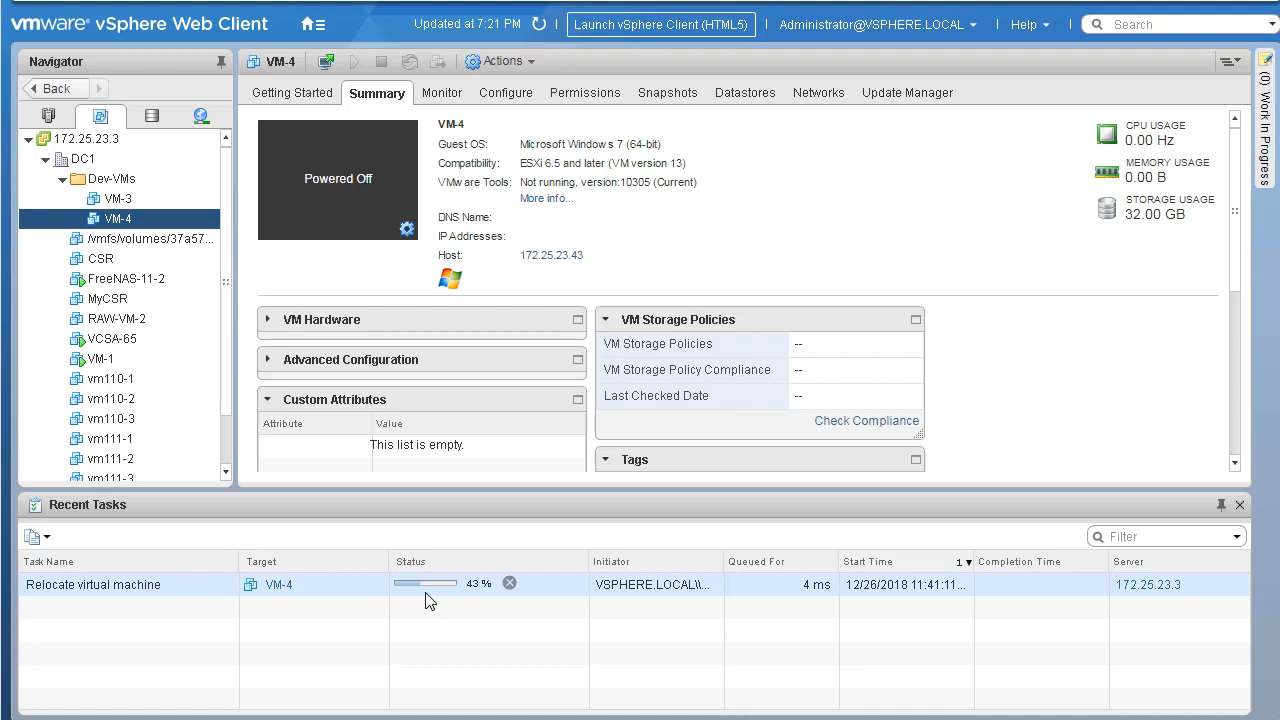 vmware® vSphere Web Client
Updated at 7:21 PM
Launch vSphere Client (HTML5)
Administrator@VSPHERE.LOCAL
Help
Search
Navigator
Back
172.25.23.3
DC1
Dev-VMs
VM-3
VM-4
/vmfs/volumes/37a57...
CSR
FreeNAS-11-2
MyCSR
RAW-VM-2
VCSA-65
VM-1
vm110-1
vm110-2
vm110-3
vm111-1
vm111-2
vm111-3
VM-4
Actions
Getting Started
Summary
Monitor
Configure
Permissions
Snapshots
Datastores
Networks
Update Manager
Powered Off
VM-4
Guest OS: Microsoft Windows 7 (64-bit)
Compatibility: ESXi 6.5 and later (VM version 13)
VMware Tools: Not running, version:10305 (Current)
More info...
DNS Name:
IP Addresses:
Host: 172.25.23.43
CPU USAGE
0.00 Hz
MEMORY USAGE
0.00 B
STORAGE USAGE
32.00 GB
VM Hardware
Advanced Configuration
Custom Attributes
Attribute Value
This list is empty.
VM Storage Policies
VM Storage Policies --
VM Storage Policy Compliance --
Last Checked Date --
Check Compliance
Tags
(0) Work In Progress
Recent Tasks
Filter
Task Name Target Status Initiator Queued For Start Time 1 Completion Time Server
Relocate virtual machine VM-4 43 % VSPHERE.LOCAL\... 4 ms 12/26/2018 11:41:11... 172.25.23.3